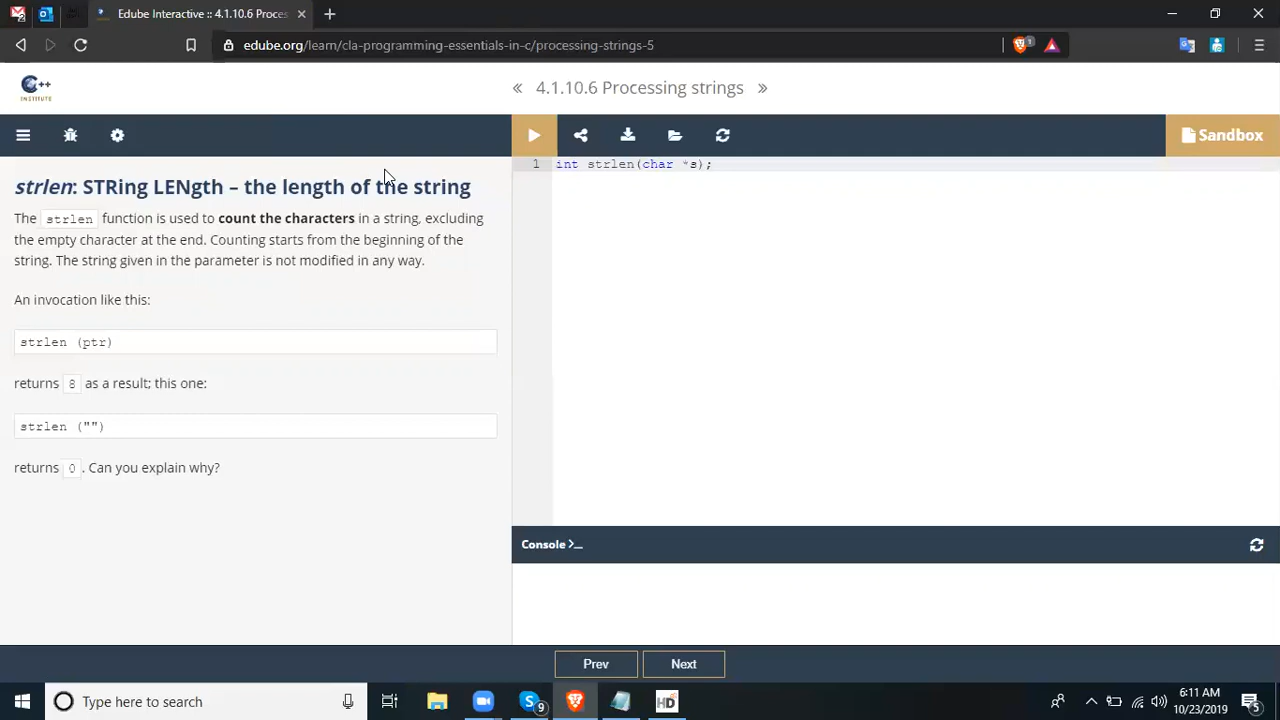 Edube Interactive :: 4.1.10.6 Proce
edube.org/learn/cla-programming-essentials-in-c/processing-strings-5
1
C++
INSTITUTE
« 4.1.10.6 Processing strings »
Sandbox
strlen: STRing LENgth – the length of the string
The strlen function is used to count the characters in a string, excluding
the empty character at the end. Counting starts from the beginning of the
string. The string given in the parameter is not modified in any way.
An invocation like this:
strlen (ptr)
returns 8 as a result; this one:
strlen ("")
returns 0. Can you explain why?
1 int strlen(char *s);
Console >_
Prev
Next
Type here to search
S
9
HD
6:11 AM
10/23/2019
5